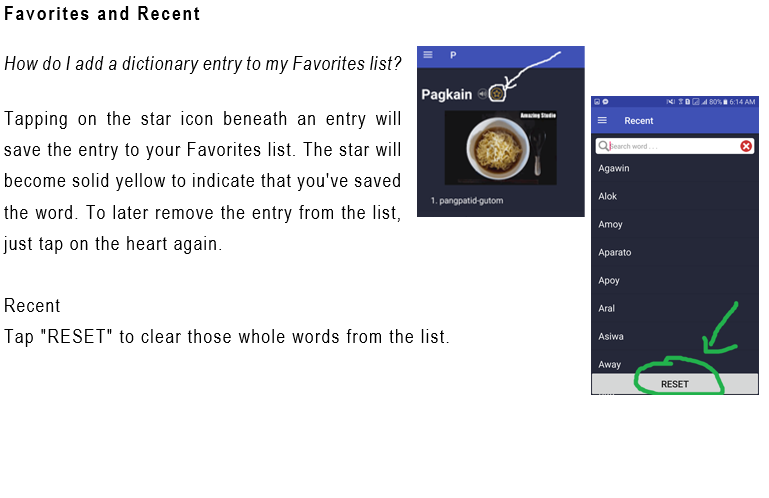 Favorites and Recent
How do I add a dictionary entry to my Favorites list?
Tapping on the star icon beneath an entry will
save the entry to your Favorites list. The star will
become solid yellow to indicate that you've saved
the word. To later remove the entry from the list,
just tap on the heart again.
Recent
Tap "RESET" to clear those whole words from the list.
P
Pagkain
Amazing Studio
1. pangpatid-gutom
80% 6:14 AM
Recent
Search word . . .
Agawin
Alok
Amoy
Aparato
Apoy
Aral
Asiwa
Away
RESET